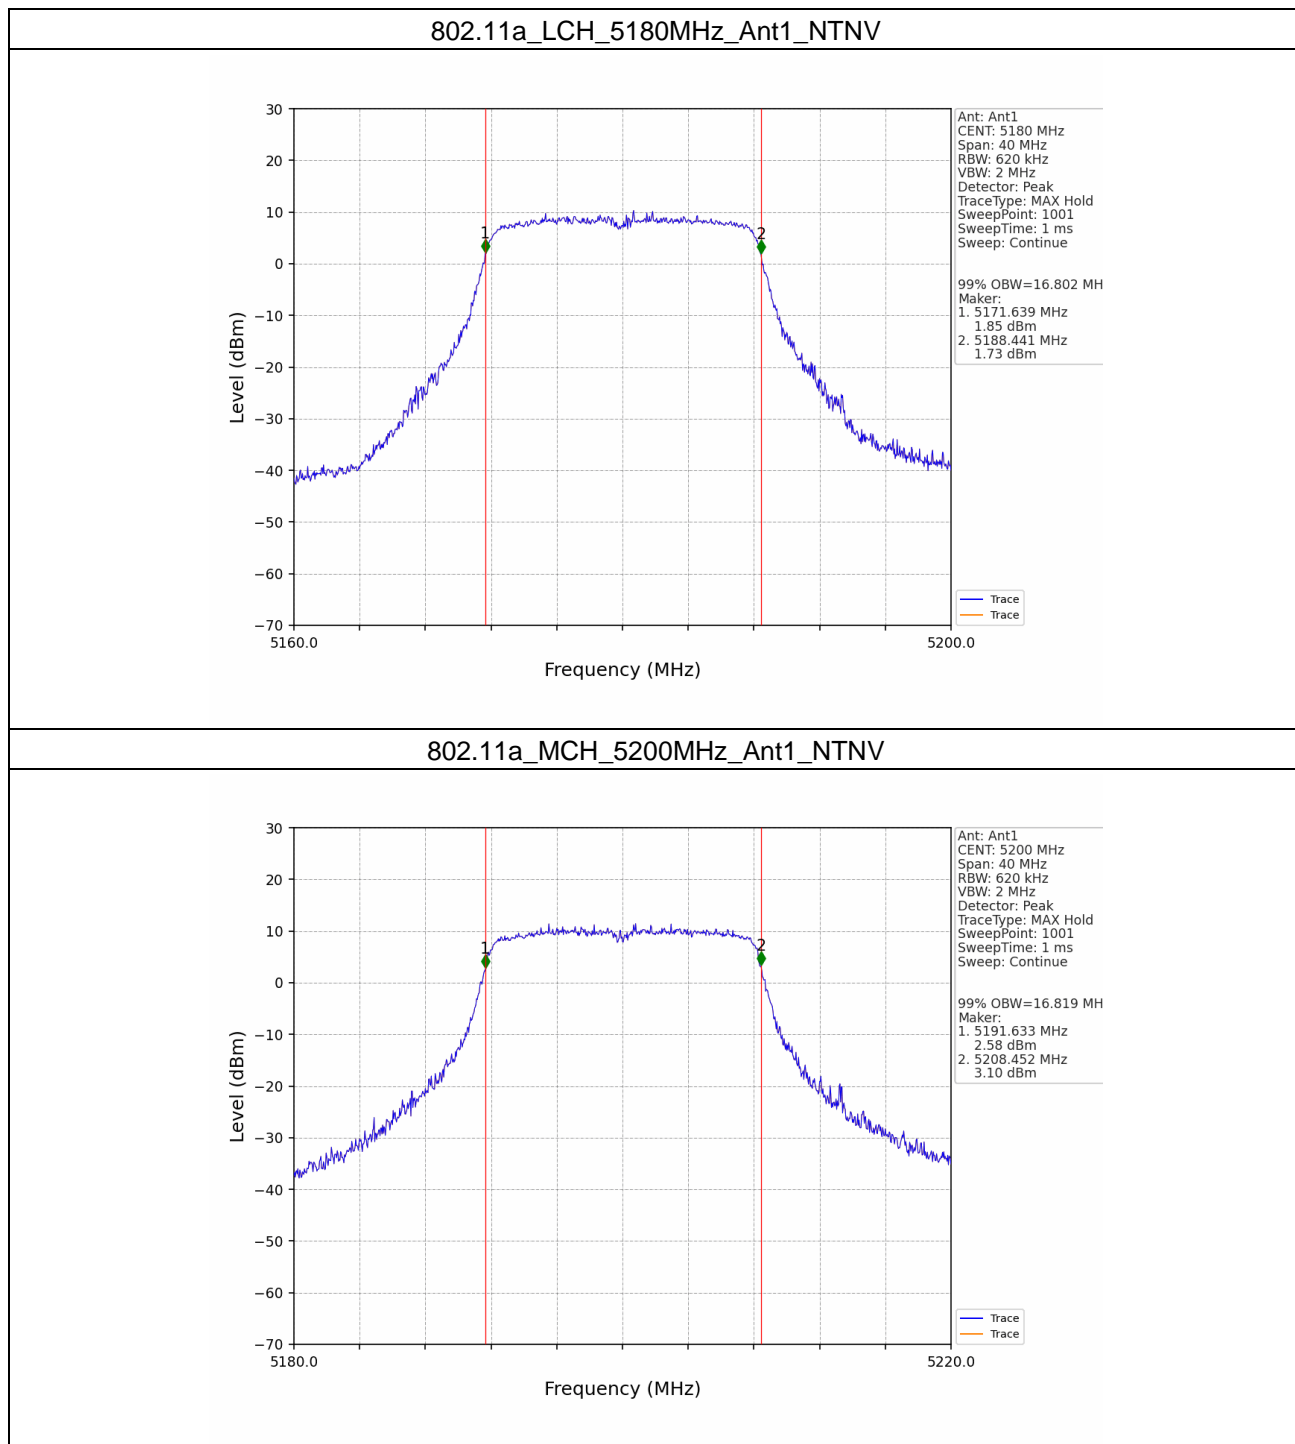 802.11a_LCH_5180MHz_Ant1_NTNV
30
20
10
0
−10
−20
−30
−40
−50
−60
−70
Level (dBm)
1
2
5160.0
5200.0
Frequency (MHz)
Ant: Ant1
CENT: 5180 MHz
Span: 40 MHz
RBW: 620 kHz
VBW: 2 MHz
Detector: Peak
TraceType: MAX Hold
SweepPoint: 1001
SweepTime: 1 ms
Sweep: Continue
99% OBW=16.802 MH
Maker:
1. 5171.639 MHz
1.85 dBm
2. 5188.441 MHz
1.73 dBm
Trace
Trace
802.11a_MCH_5200MHz_Ant1_NTNV
30
20
10
0
−10
−20
−30
−40
−50
−60
−70
Level (dBm)
1
2
5180.0
5220.0
Frequency (MHz)
Ant: Ant1
CENT: 5200 MHz
Span: 40 MHz
RBW: 620 kHz
VBW: 2 MHz
Detector: Peak
TraceType: MAX Hold
SweepPoint: 1001
SweepTime: 1 ms
Sweep: Continue
99% OBW=16.819 MH
Maker:
1. 5191.633 MHz
2.58 dBm
2. 5208.452 MHz
3.10 dBm
Trace
Trace